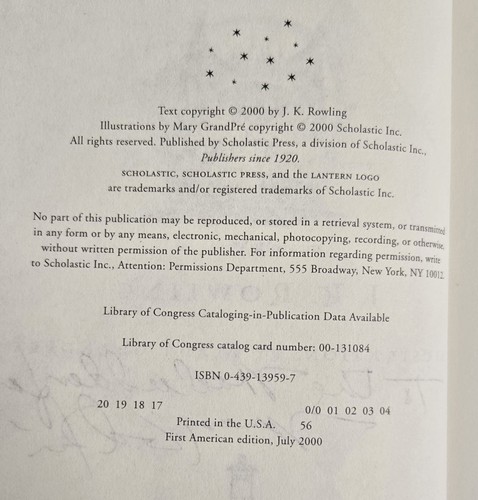 Text copyright © 2000 by J. K. Rowling
Illustrations by Mary GrandPré copyright © 2000 Scholastic Inc.
All rights reserved. Published by Scholastic Press, a division of Scholastic Inc.,
Publishers since 1920.
SCHOLASTIC, SCHOLASTIC PRESS, and the LANTERN LOGO
are trademarks and/or registered trademarks of Scholastic Inc.
No part of this publication may be reproduced, or stored in a retrieval system, or transmitted
in any form or by any means, electronic, mechanical, photocopying, recording, or otherwise,
without written permission of the publisher. For information regarding permission, write
to Scholastic Inc., Attention: Permissions Department, 555 Broadway, New York, NY 10012.
Library of Congress Cataloging-in-Publication Data Available
Library of Congress catalog card number: 00-131084
ISBN 0-439-13959-7
20 19 18 17 0/0 01 02 03 04
Printed in the U.S.A. 56
First American edition, July 2000